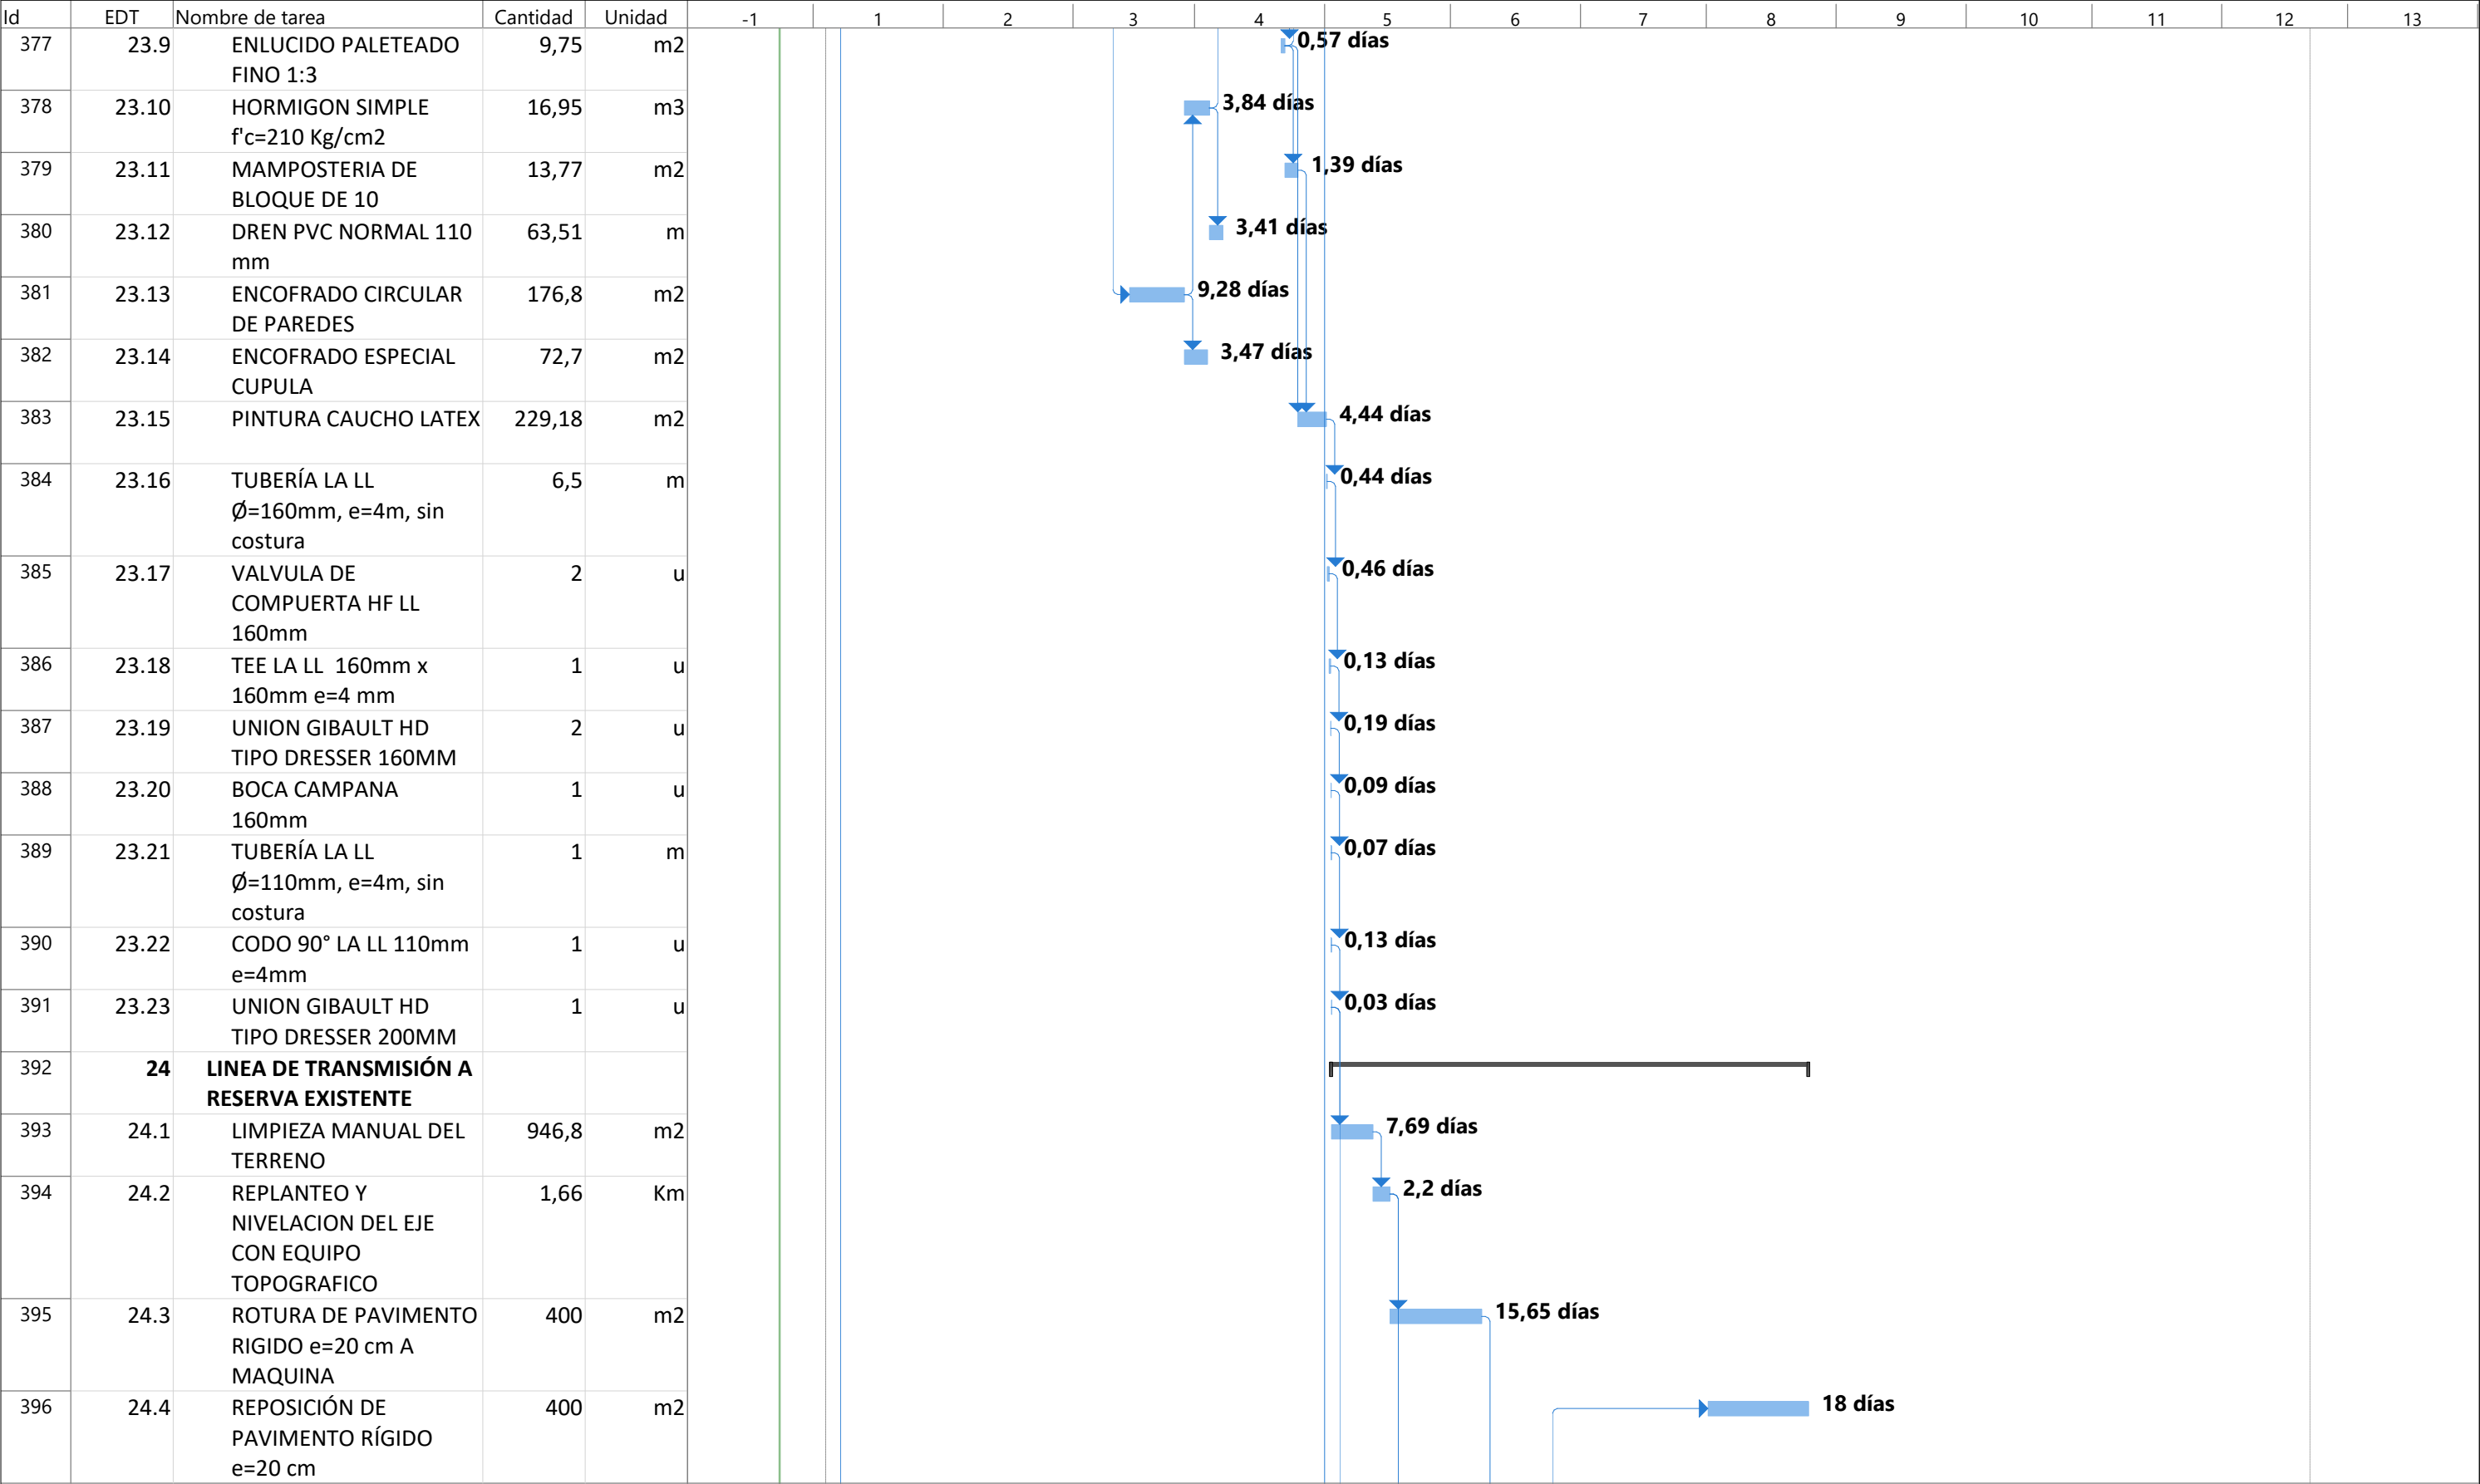 Id EDT Nombre de tarea Cantidad Unidad -1 1 2 3 4 5 6 7 8 9 10 11 12 13
377 23.9 ENLUCIDO PALETEADO 9,75 m2 0,57 días
FINO 1:3
378 23.10 HORMIGON SIMPLE 16,95 m3 3,84 días
f'c=210 Kg/cm2
379 23.11 MAMPOSTERIA DE 13,77 m2 1,39 días
BLOQUE DE 10
380 23.12 DREN PVC NORMAL 110 63,51 m 3,41 días
mm
381 23.13 ENCOFRADO CIRCULAR 176,8 m2 9,28 días
DE PAREDES
382 23.14 ENCOFRADO ESPECIAL 72,7 m2 3,47 días
CUPULA
383 23.15 PINTURA CAUCHO LATEX 229,18 m2 4,44 días
384 23.16 TUBERÍA LA LL 6,5 m 0,44 días
Ø=160mm, e=4m, sin
costura
385 23.17 VALVULA DE 2 u 0,46 días
COMPUERTA HF LL
160mm
386 23.18 TEE LA LL 160mm x 1 u 0,13 días
160mm e=4 mm
387 23.19 UNION GIBAULT HD 2 u 0,19 días
TIPO DRESSER 160MM
388 23.20 BOCA CAMPANA 1 u 0,09 días
160mm
389 23.21 TUBERÍA LA LL 1 m 0,07 días
Ø=110mm, e=4m, sin
costura
390 23.22 CODO 90° LA LL 110mm 1 u 0,13 días
e=4mm
391 23.23 UNION GIBAULT HD 1 u 0,03 días
TIPO DRESSER 200MM
392 24 LINEA DE TRANSMISIÓN A
RESERVA EXISTENTE
393 24.1 LIMPIEZA MANUAL DEL 946,8 m2 7,69 días
TERRENO
394 24.2 REPLANTEO Y 1,66 Km 2,2 días
NIVELACION DEL EJE
CON EQUIPO
TOPOGRAFICO
395 24.3 ROTURA DE PAVIMENTO 400 m2 15,65 días
RIGIDO e=20 cm A
MAQUINA
396 24.4 REPOSICIÓN DE 400 m2 18 días
PAVIMENTO RÍGIDO
e=20 cm